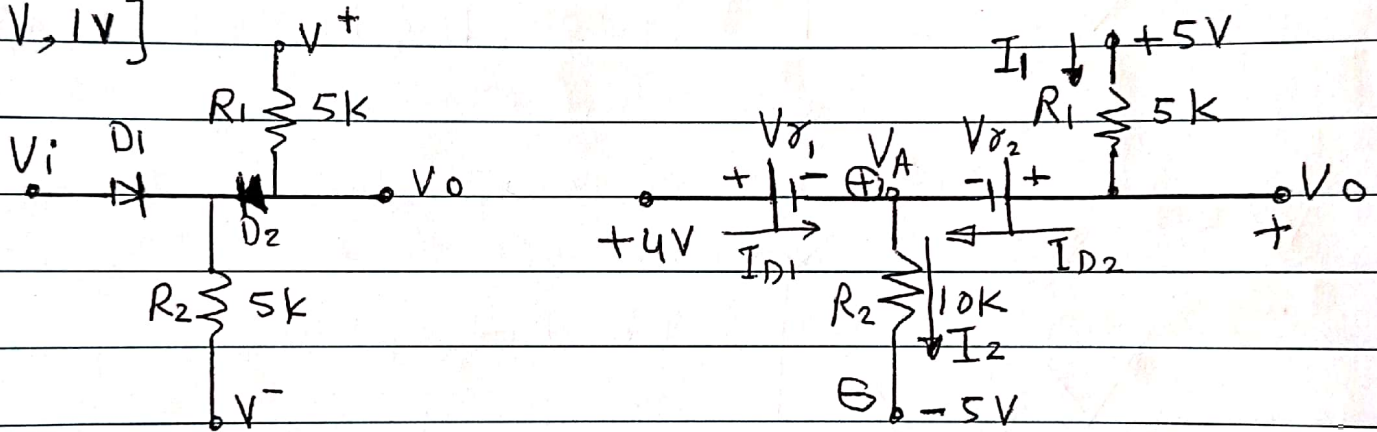 V, 1V]
V+
I1 +5V
R1 5K
R1 5K
Vi D1
Vγ1 VA Vγ2
+ - ⊕ - +
Vo
Vo
D2
+4V ID1 ID2 +
R2 5K
R2 10K
I2
V-
⊖ -5V